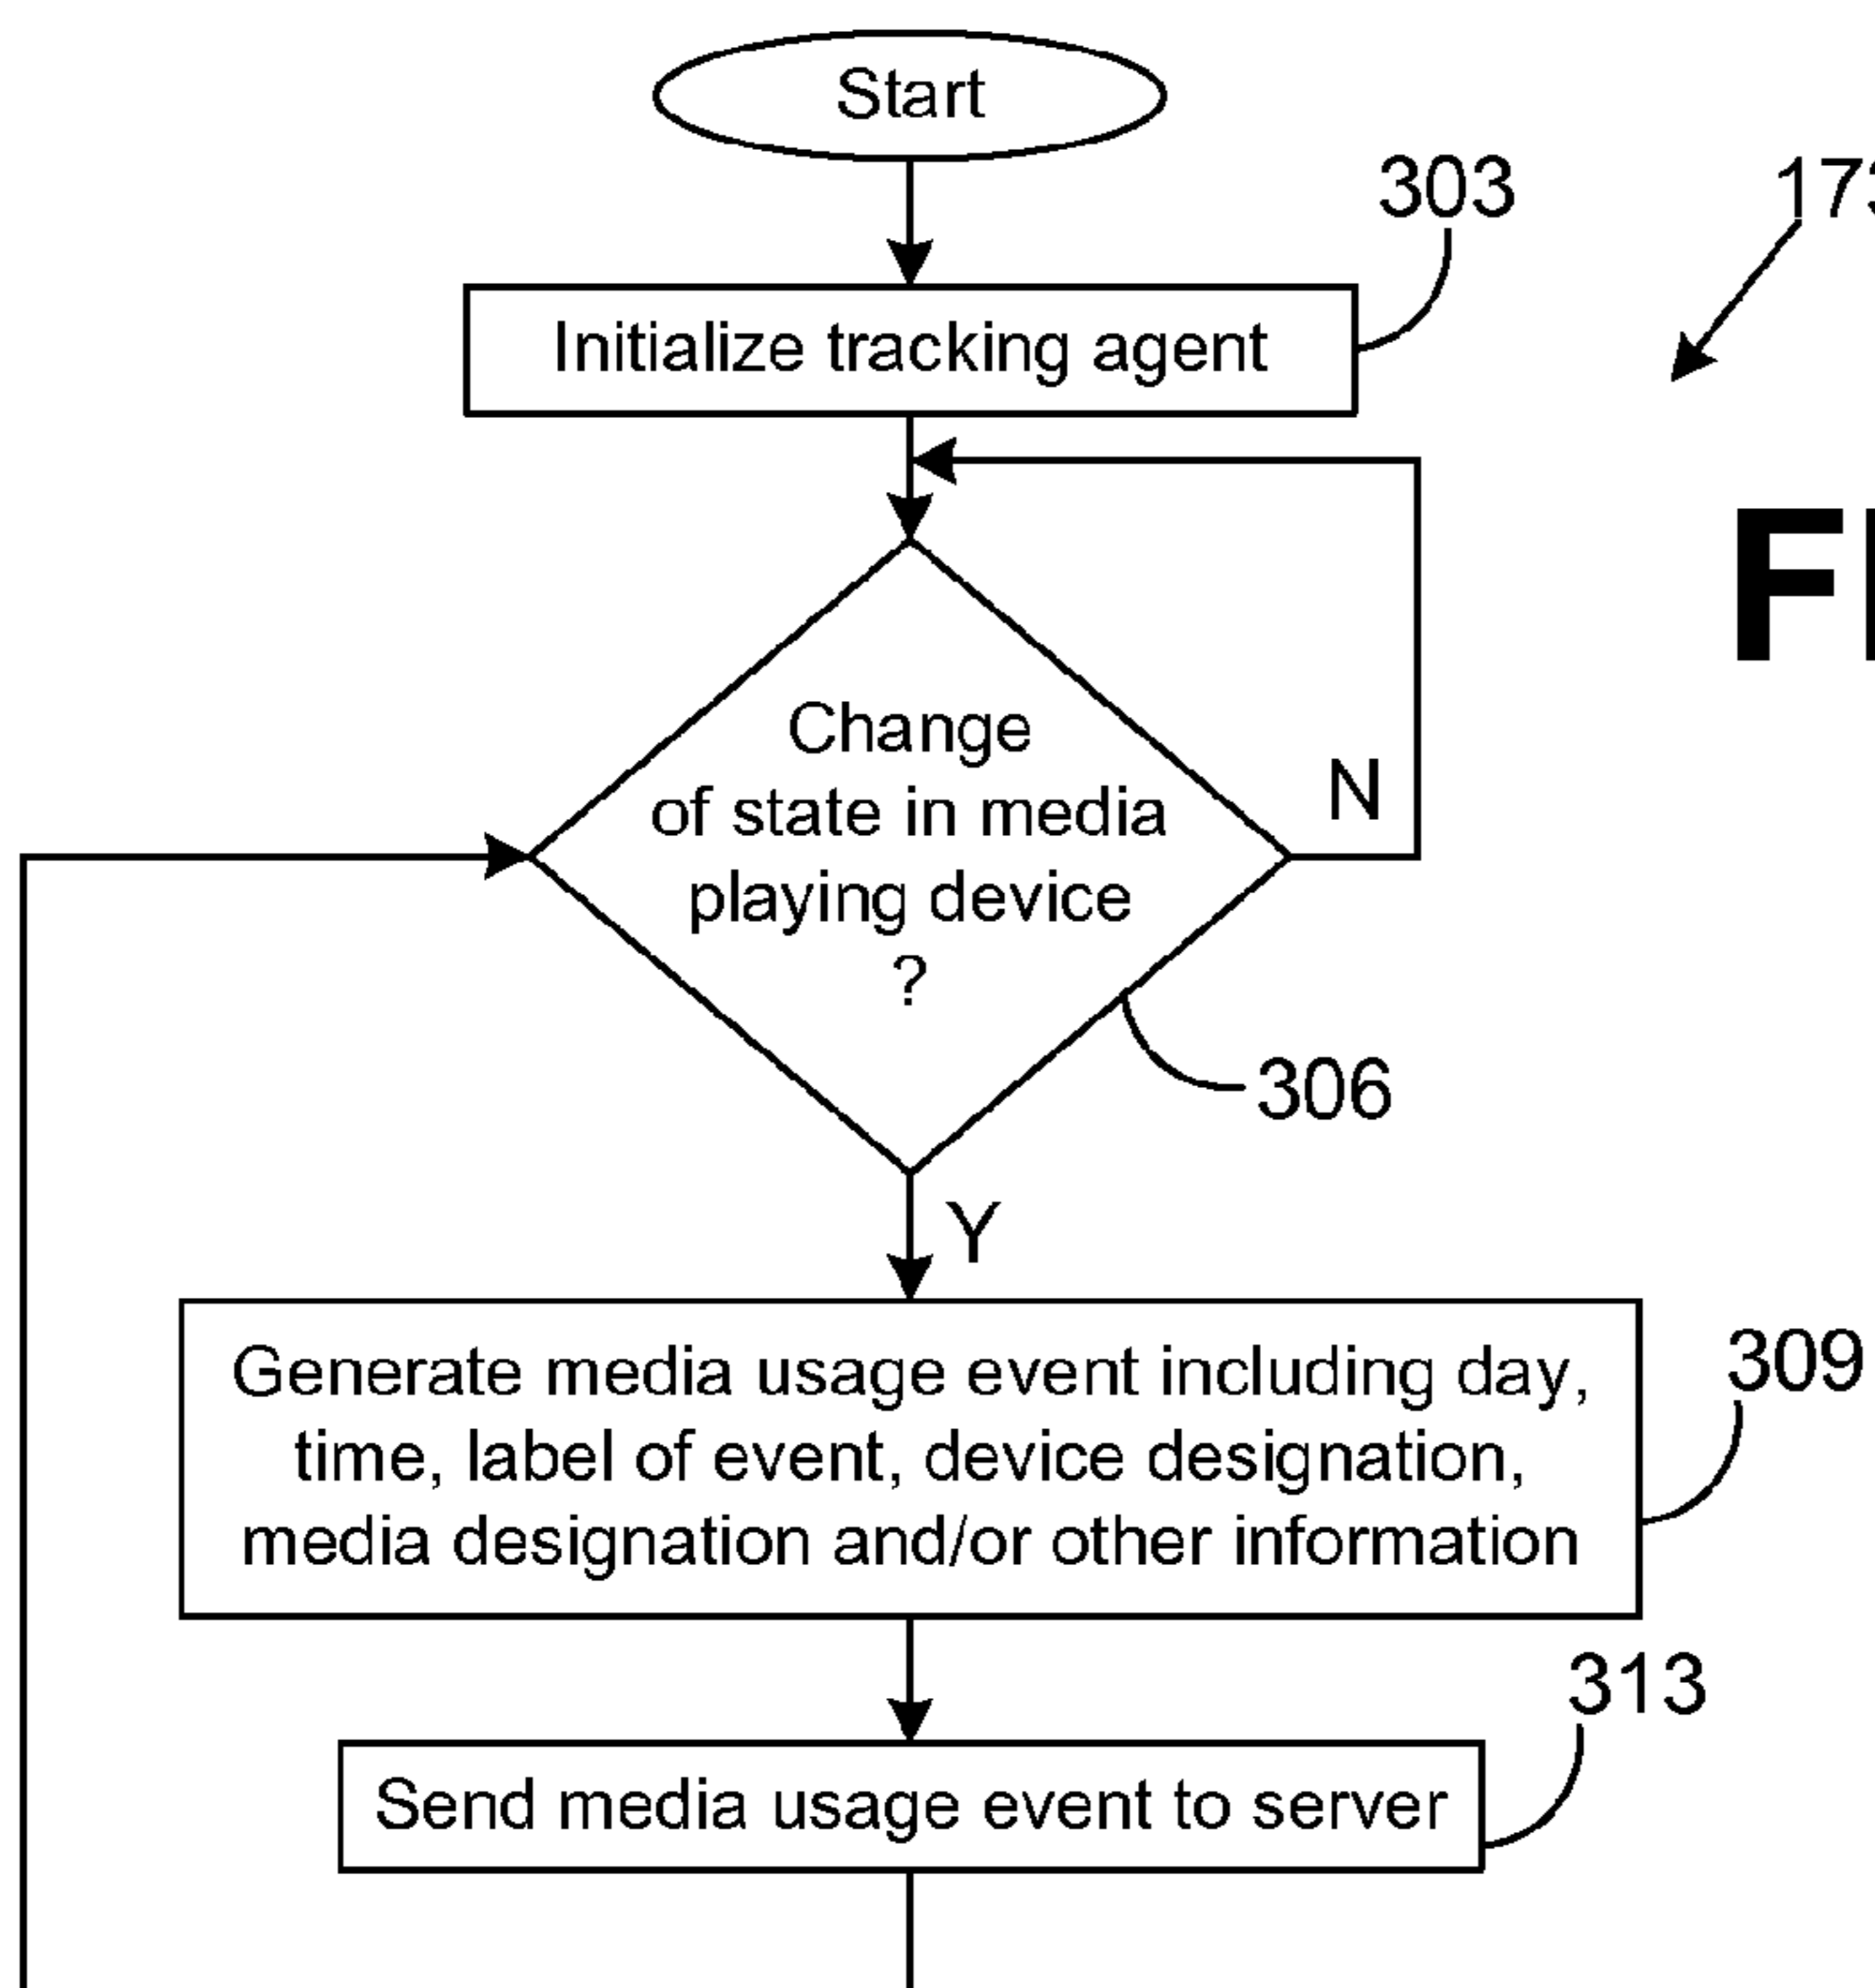 Start
303
173
Initialize tracking agent
Change
of state in media
playing device
?
N
306
Y
Generate media usage event including day,
time, label of event, device designation,
media designation and/or other information
309
313
Send media usage event to server